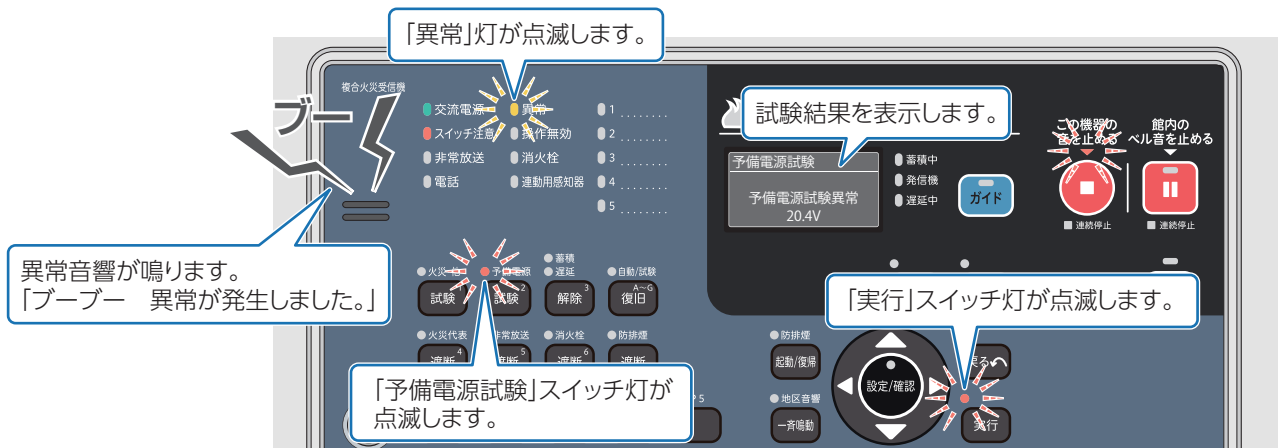 「異常」灯が点滅します。
複合火災受信機
ブー
交流電源
異常
1 ........
スイッチ注意
操作無効
2 ........
非常放送
消火栓
3 ........
電話
連動用感知器
4 ........
5 ........
試験結果を表示します。
予備電源試験
予備電源試験異常
20.4V
蓄積中
発信機
遅延中
ガイド
この機器の
音を止める
館内の
ベル音を止める
連続停止
連続停止
異常音響が鳴ります。
「ブーブー　異常が発生しました。」
蓄積
予備電源
遅延
自動/試験
試験
試験 2
解除 3
A〜G
復旧
「実行」スイッチ灯が点滅します。
火災代表
非常放送
消火栓
防排煙
遮断 4
遮断 5
遮断 6
遮断
防排煙
起動/復帰
設定/確認
戻る
「予備電源試験」スイッチ灯が
点滅します。
5
地区音響
一斉鳴動
実行